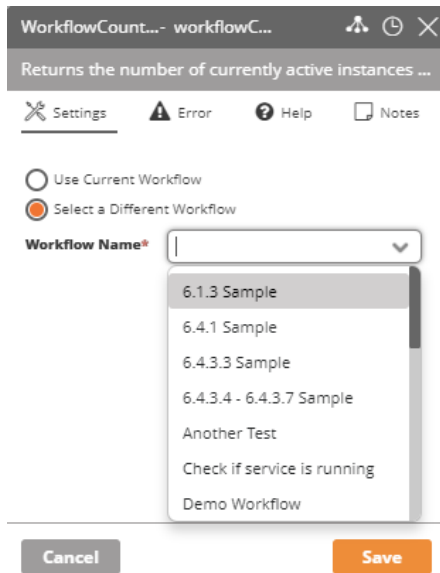 WorkflowCount...- workflowC...
Returns the number of currently active instances ...
Settings Error Help Notes
Use Current Workflow
Select a Different Workflow
Workflow Name*
6.1.3 Sample
6.4.1 Sample
6.4.3.3 Sample
6.4.3.4 - 6.4.3.7 Sample
Another Test
Check if service is running
Demo Workflow
Cancel Save